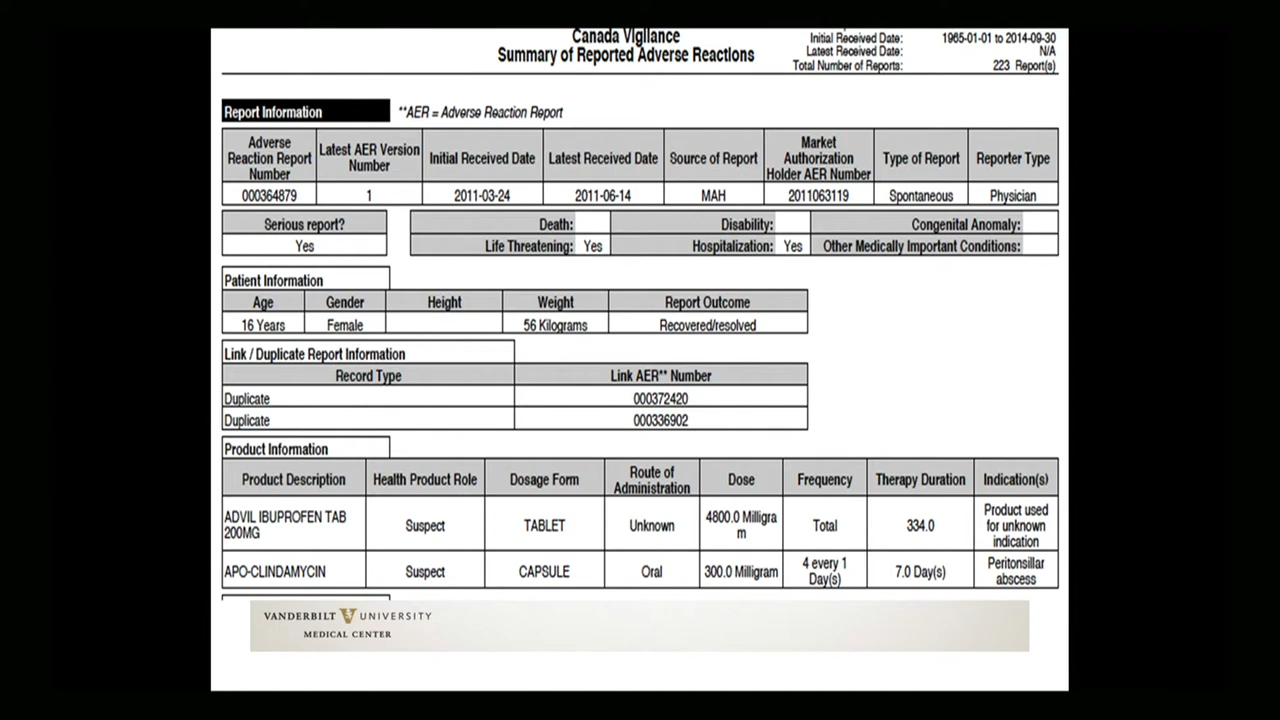 Canada Vigilance
Summary of Reported Adverse Reactions
Initial Received Date: 1965-01-01 to 2014-09-30
Latest Received Date: N/A
Total Number of Reports: 223 Report(s)
Report Information **AER = Adverse Reaction Report
Adverse Reaction Report Number
Latest AER Version Number
Initial Received Date
Latest Received Date
Source of Report
Market Authorization Holder AER Number
Type of Report
Reporter Type
000364879 1 2011-03-24 2011-06-14 MAH 2011063119 Spontaneous Physician
Serious report? Death: Disability: Congenital Anomaly:
Yes Life Threatening: Yes Hospitalization: Yes Other Medically Important Conditions:
Patient Information
Age Gender Height Weight Report Outcome
16 Years Female 56 Kilograms Recovered/resolved
Link / Duplicate Report Information
Record Type Link AER** Number
Duplicate 000372420
Duplicate 000336902
Product Information
Product Description
Health Product Role
Dosage Form
Route of Administration
Dose
Frequency
Therapy Duration
Indication(s)
ADVIL IBUPROFEN TAB 200MG
Suspect
TABLET
Unknown
4800.0 Milligram
Total
334.0
Product used for unknown indication
APO-CLINDAMYCIN
Suspect
CAPSULE
Oral
300.0 Milligram
4 every 1 Day(s)
7.0 Day(s)
Peritonsillar abscess
VANDERBILT UNIVERSITY
MEDICAL CENTER